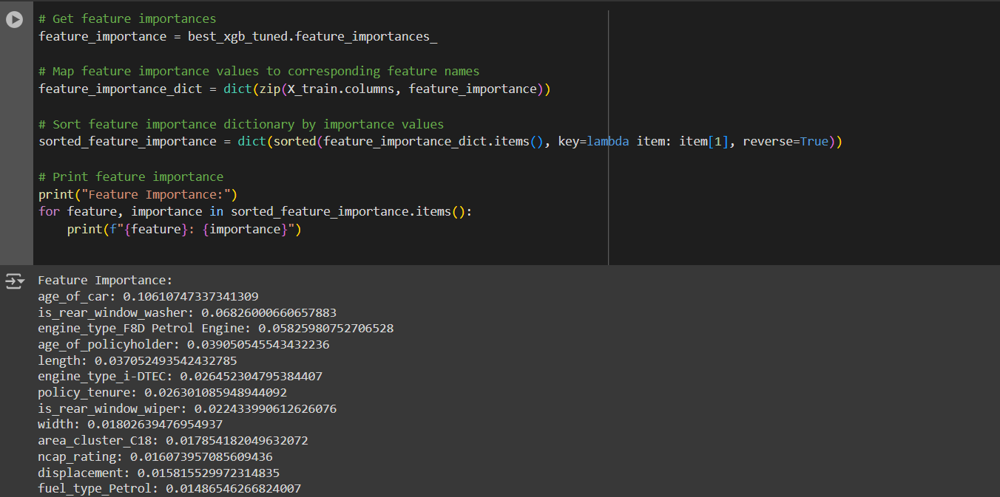 # Get feature importances
feature_importance = best_xgb_tuned.feature_importances_
# Map feature importance values to corresponding feature names
feature_importance_dict = dict(zip(X_train.columns, feature_importance))
# Sort feature importance dictionary by importance values
sorted_feature_importance = dict(sorted(feature_importance_dict.items(), key=lambda item: item[1], reverse=True))
# Print feature importance
print("Feature Importance:")
for feature, importance in sorted_feature_importance.items():
    print(f"{feature}: {importance}")
Feature Importance:
age_of_car: 0.10610747337341309
is_rear_window_washer: 0.06826000660657883
engine_type_F8D Petrol Engine: 0.05825980752706528
age_of_policyholder: 0.039050545543432236
length: 0.037052493542432785
engine_type_i-DTEC: 0.026452304795384407
policy_tenure: 0.026301085948944092
is_rear_window_wiper: 0.022433990612626076
width: 0.01802639476954937
area_cluster_C18: 0.017854182049632072
ncap_rating: 0.016073957085609436
displacement: 0.015815529972314835
fuel_type_Petrol: 0.01486546266824007